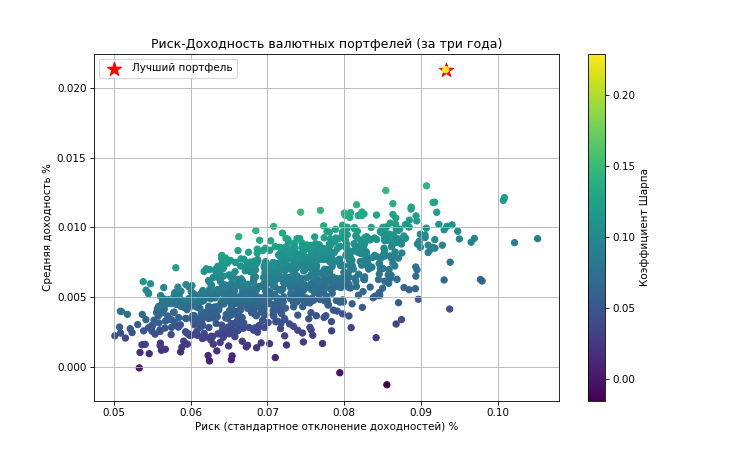 Риск-Доходность валютных портфелей (за три года)
Лучший портфель
Средняя доходность %
0.020
0.015
0.010
0.005
0.000
0.05 0.06 0.07 0.08 0.09 0.10
Риск (стандартное отклонение доходностей) %
0.20
0.15
0.10
0.05
0.00
Коэффициент Шарпа